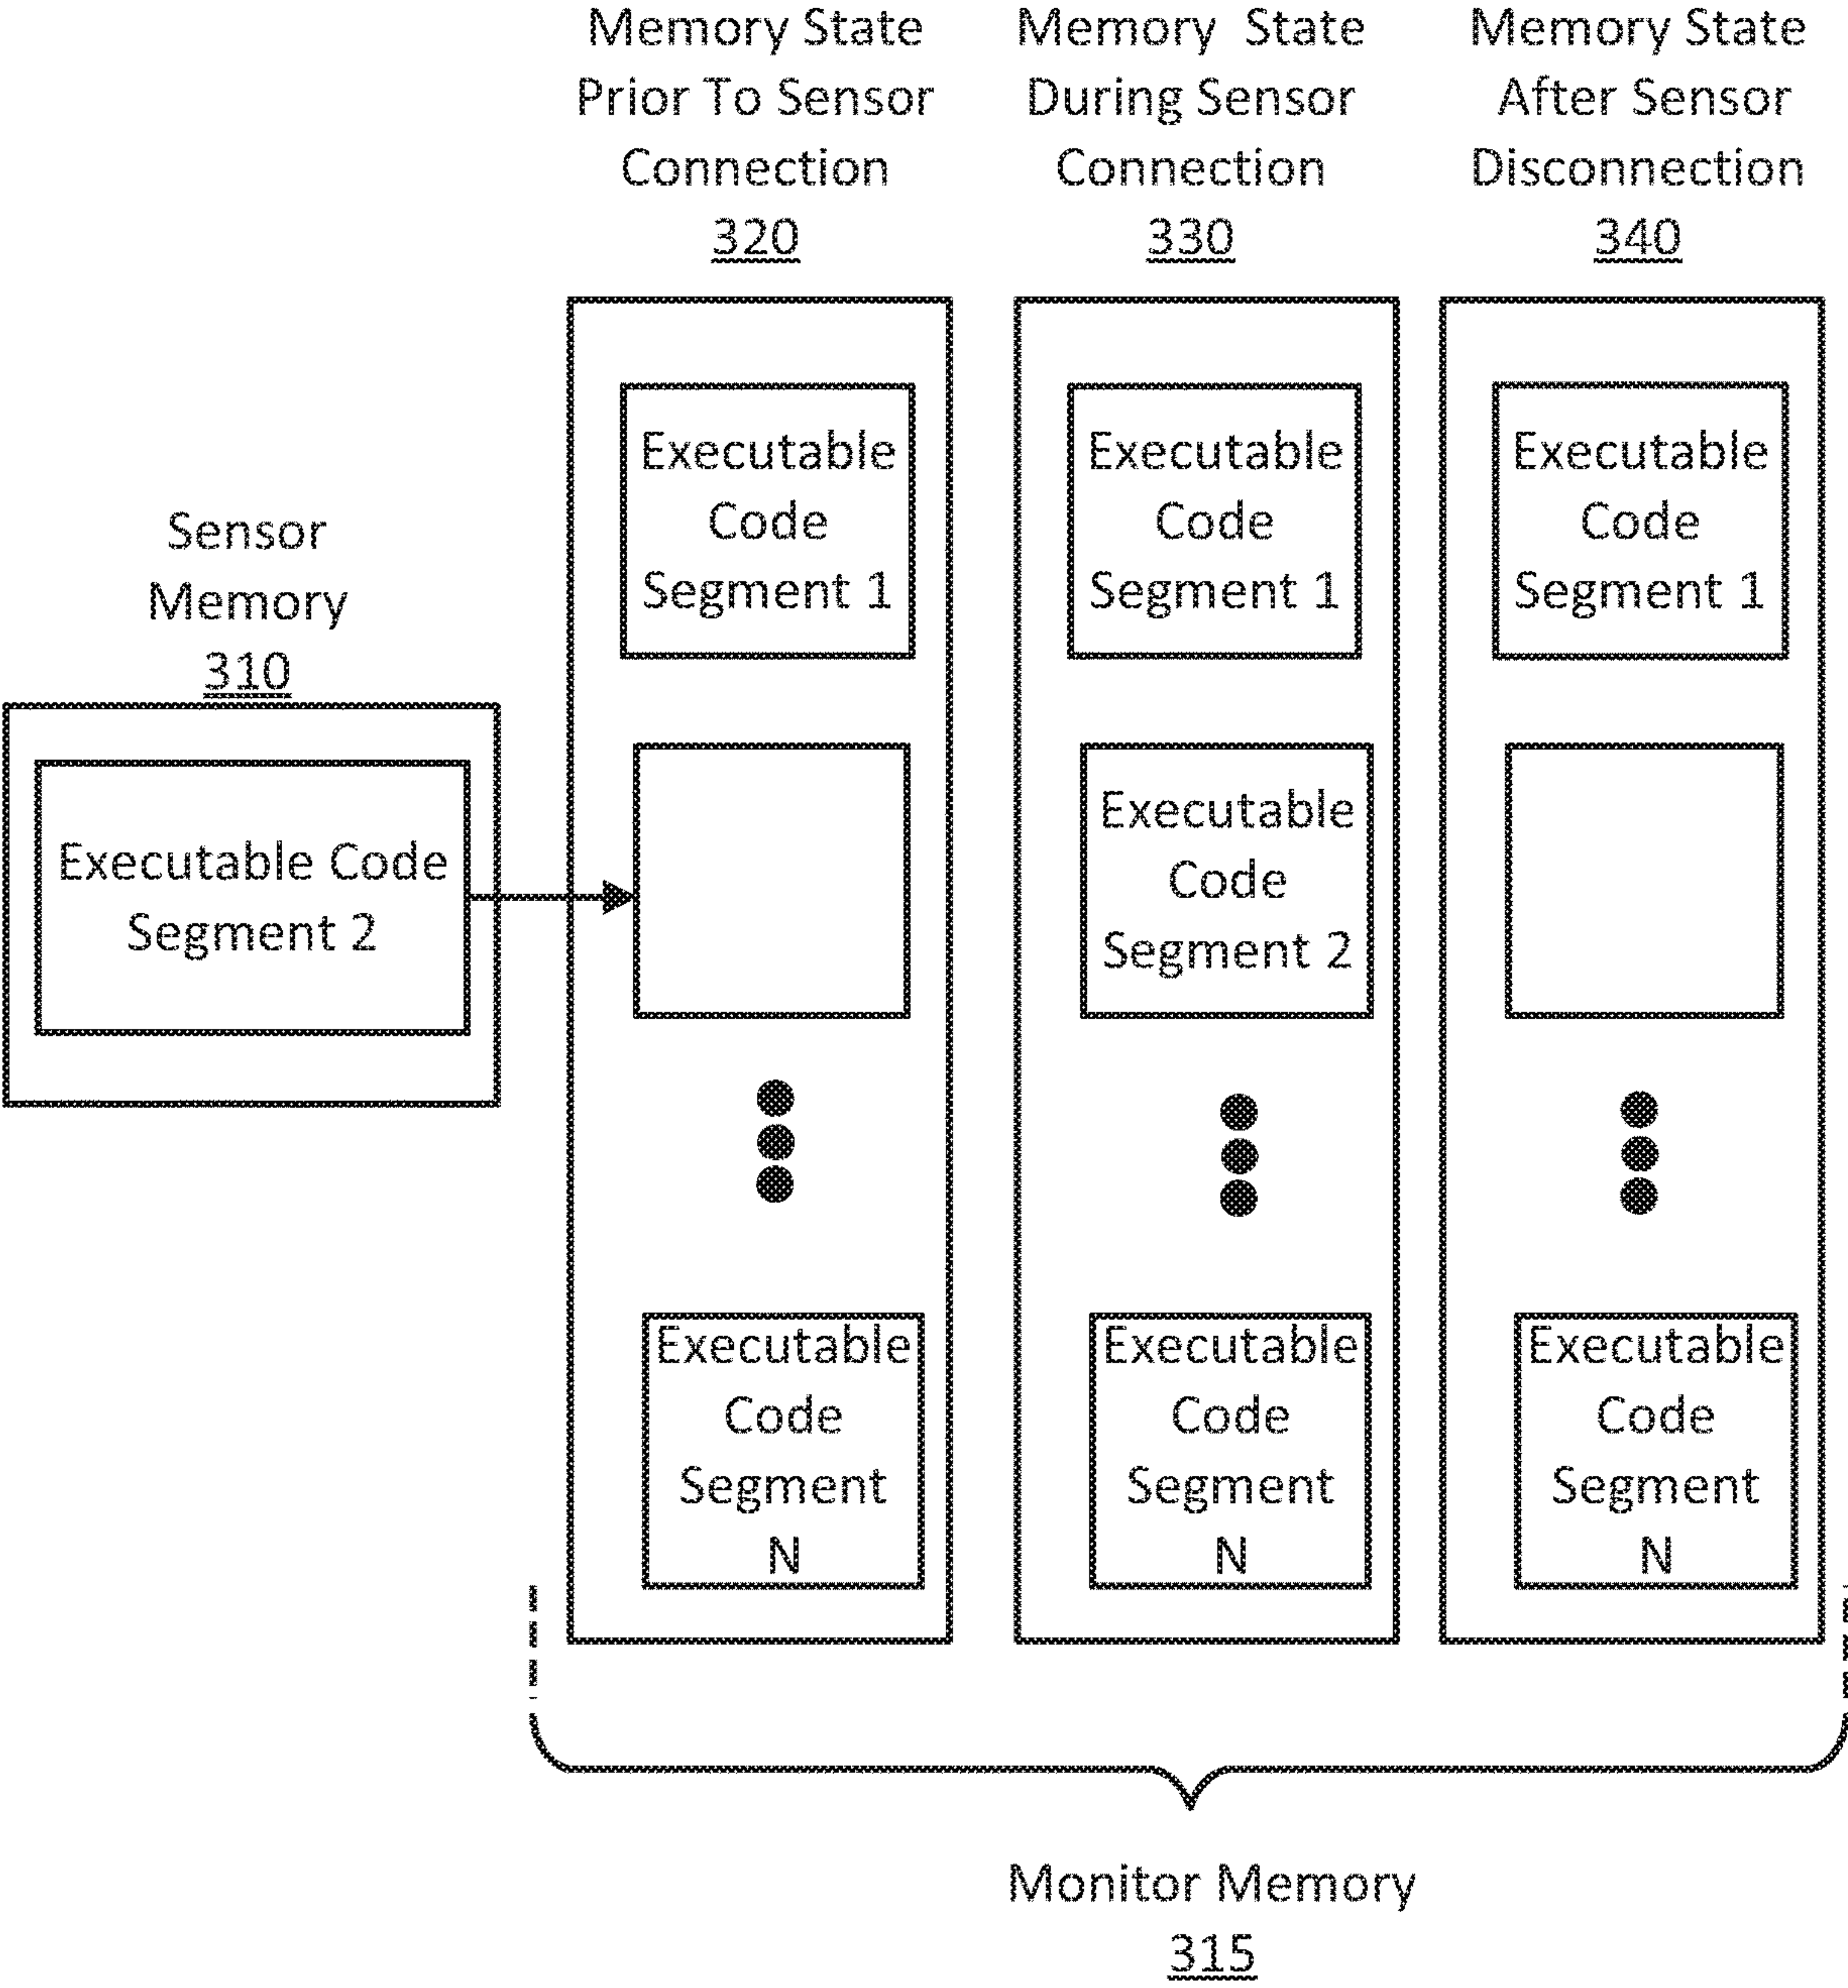 Memory State
Prior To Sensor
Connection
320
Memory State
During Sensor
Connection
330
Memory State
After Sensor
Disconnection
340
Sensor
Memory
310
Executable Code
Segment 2
Executable
Code
Segment 1
Executable
Code
Segment N
Executable
Code
Segment 1
Executable
Code
Segment 2
Executable
Code
Segment N
Executable
Code
Segment 1
Executable
Code
Segment N
Monitor Memory
315